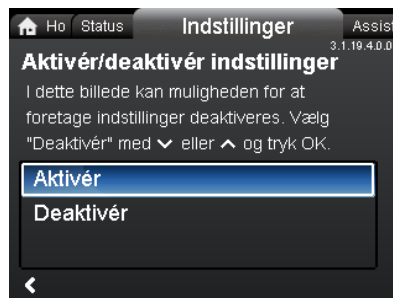 Ho Status Indstillinger Assist
3.1.19.4.0.0
Aktivér/deaktivér indstillinger
I dette billede kan muligheden for at
foretage indstillinger deaktiveres. Vælg
"Deaktivér" med ⌄ eller ⌃ og tryk OK.
Aktivér
Deaktivér